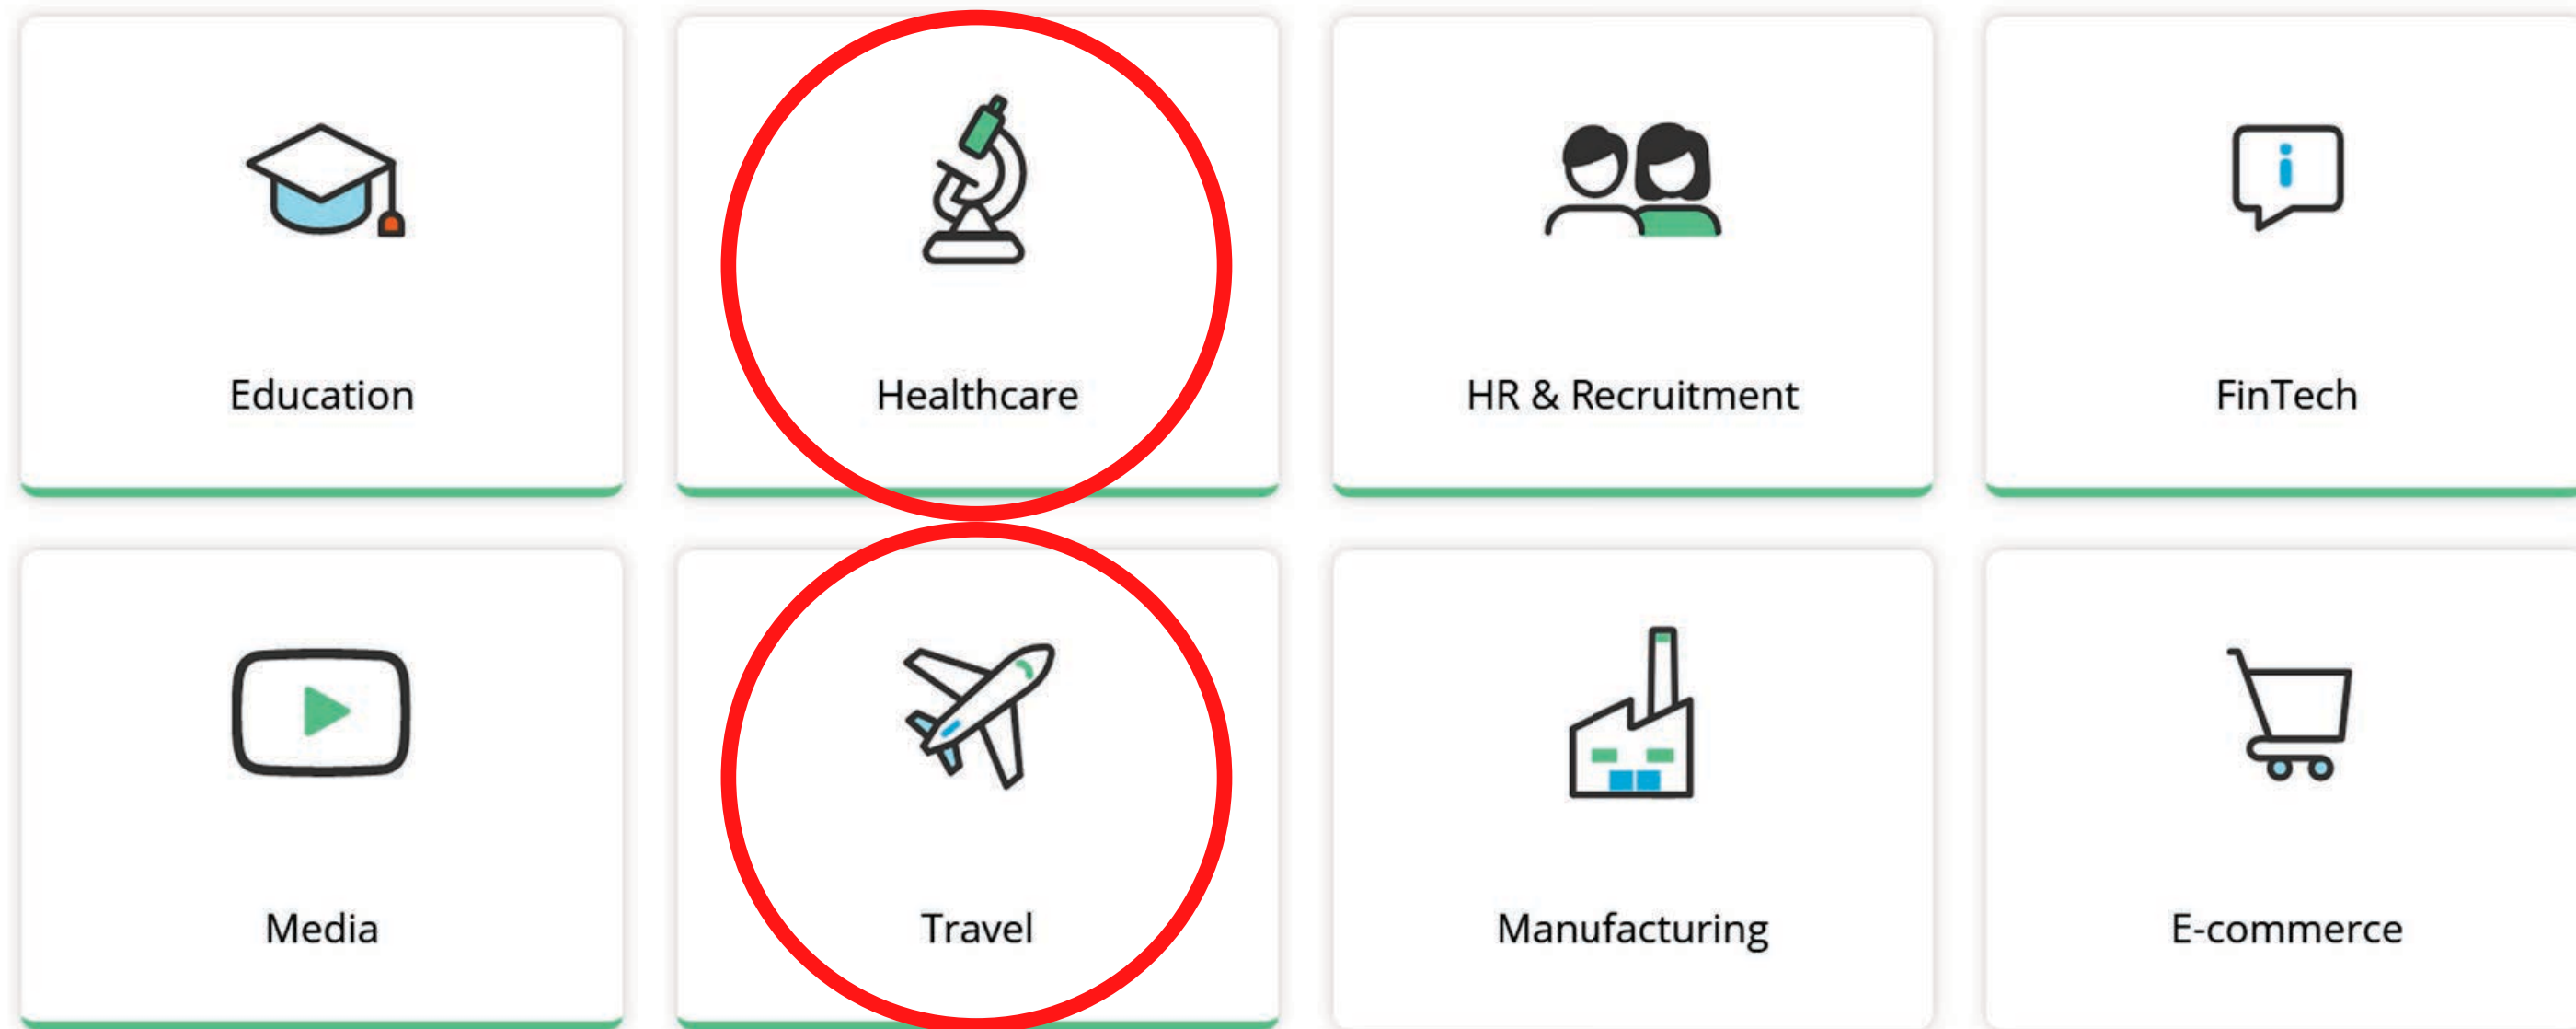 Education
Healthcare
HR & Recruitment
FinTech
Media
Travel
Manufacturing
E-commerce